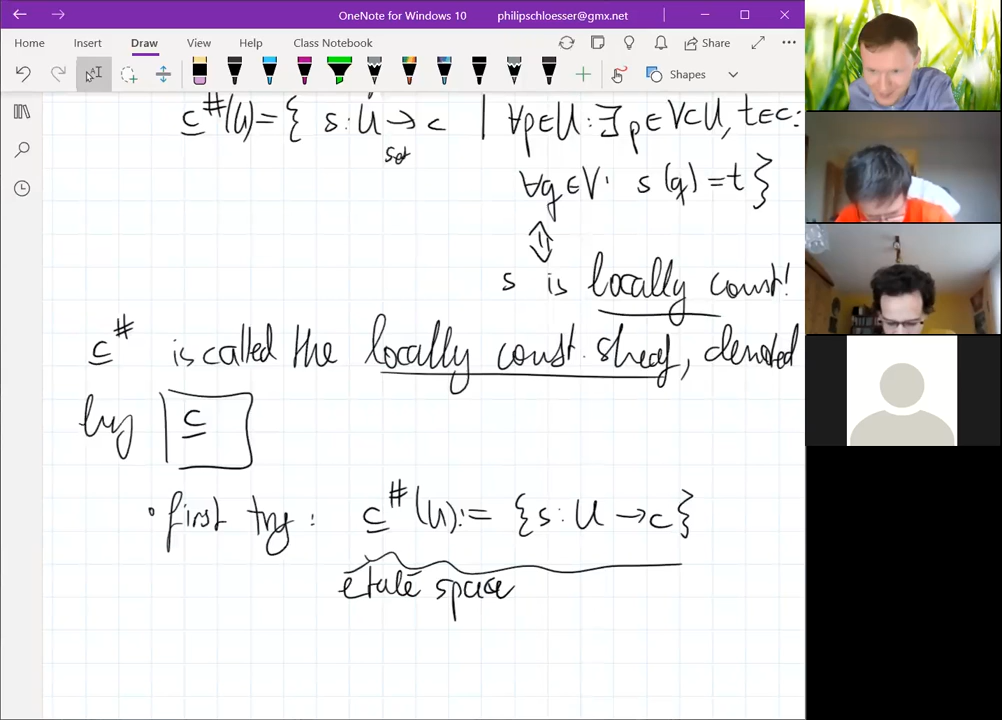 OneNote for Windows 10
philipschloesser@gmx.net
Home Insert Draw View Help Class Notebook Share
c^#(U) = { s : U → c | ∀p∈U : ∃ p∈V⊂U, t∈c :
Set
∀q∈V: s(q) = t }
⇕
s is locally const!
c^# is called the locally const. sheaf, denoted
by c
• first try : c^#(U) := { s : U → c }
etalé space
Shapes